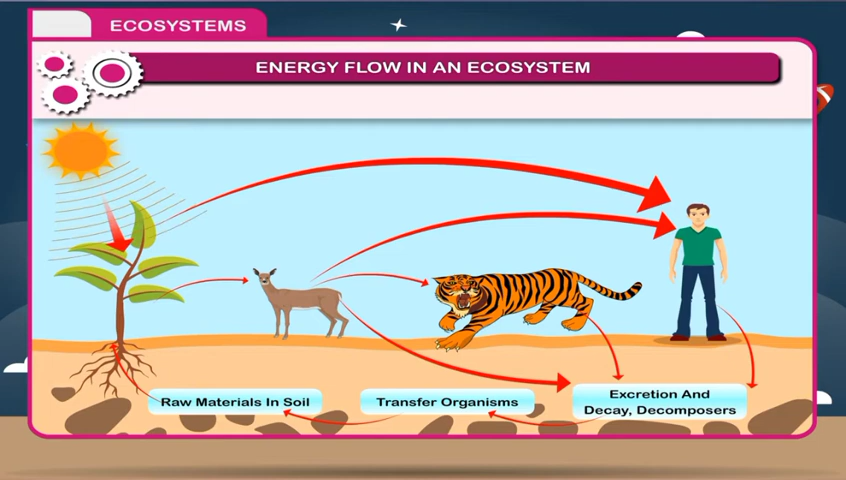 ECOSYSTEMS
ENERGY FLOW IN AN ECOSYSTEM
Raw Materials In Soil
Transfer Organisms
Excretion And
Decay, Decomposers